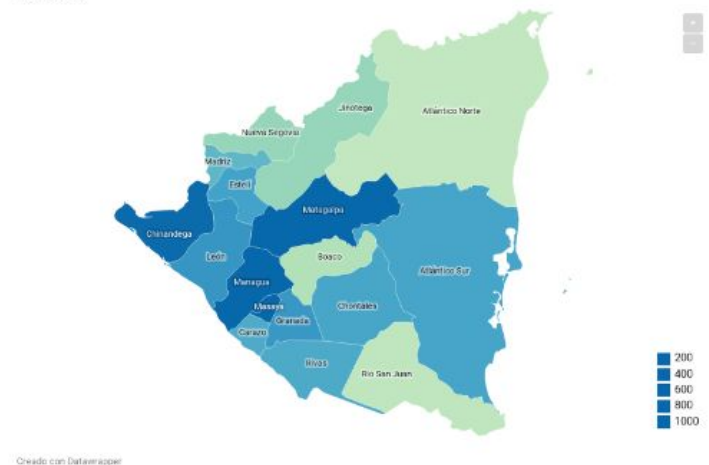 Jinotega
Atlántico Norte
Nueva Segovia
Madriz
Estelí
Matagalpa
Chinandega
León
Boaco
Atlántico Sur
Managua
Masaya
Chontales
Granada
Carazo
Rivas
Río San Juan
200
400
600
800
1000
Creado con Datawrapper